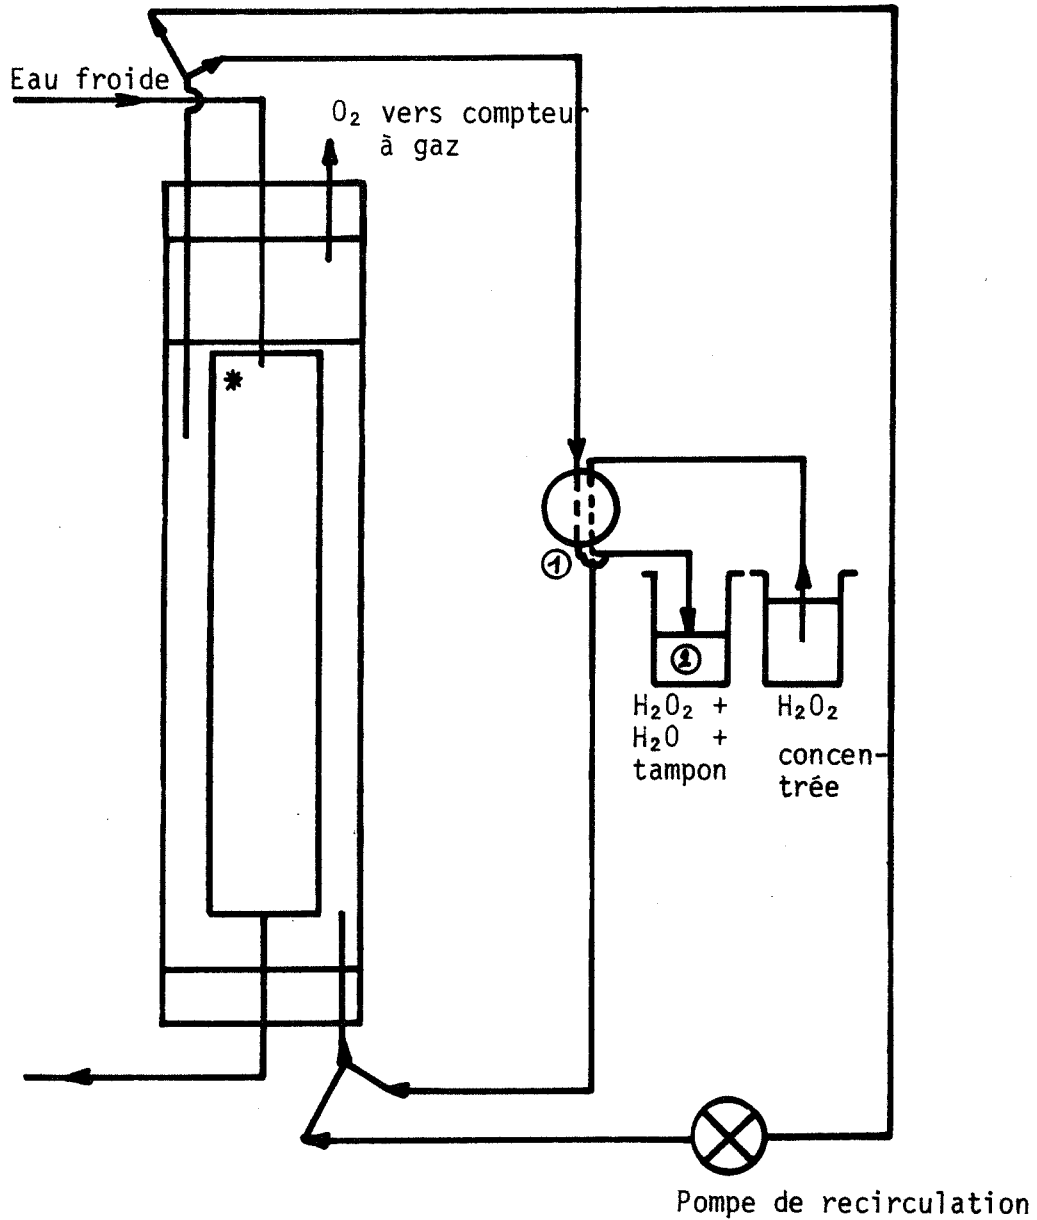 Eau froide
O₂ vers compteur
à gaz
*
1
2
H₂O₂ +
H₂O +
tampon
H₂O₂
concen-
trée
Pompe de recirculation